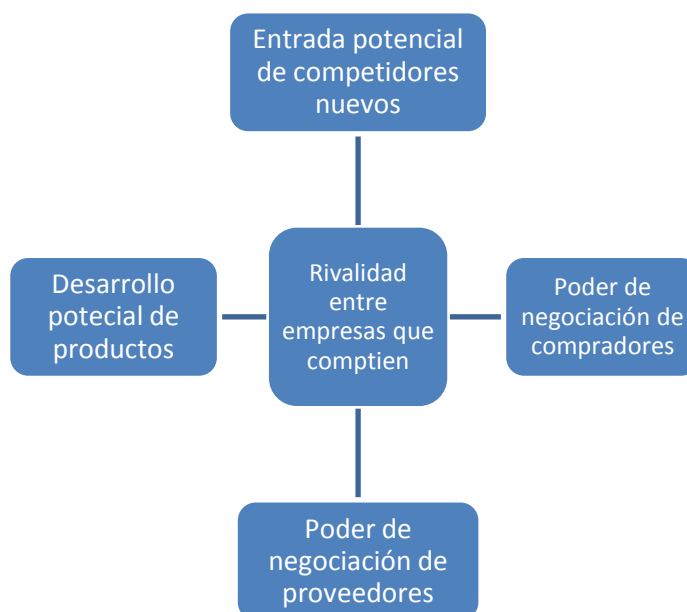 Entrada potencial
de competidores
nuevos
Desarrollo
potecial de
productos
Rivalidad
entre
empresas que
comptien
Poder de
negociación de
compradores
Poder de
negociación de
proveedores